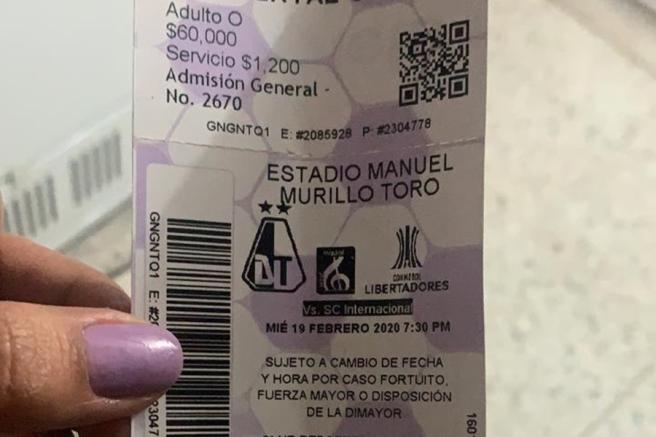 Adulto O
$60,000
Servicio $1,200
Admisión General -
No. 2670
GNGNTQ1 E: #2085928 P: #2304778
ESTADIO MANUEL
MURILLO TORO
DT
CONMEBOL
LIBERTADORES
Vs. SC Internacional
MIÉ 19 FEBRERO 2020 7:30 PM
SUJETO A CAMBIO DE FECHA
Y HORA POR CASO FORTUITO,
FUERZA MAYOR O DISPOSICIÓN
DE LA DIMAYOR
GNGNTQ1 E: #2